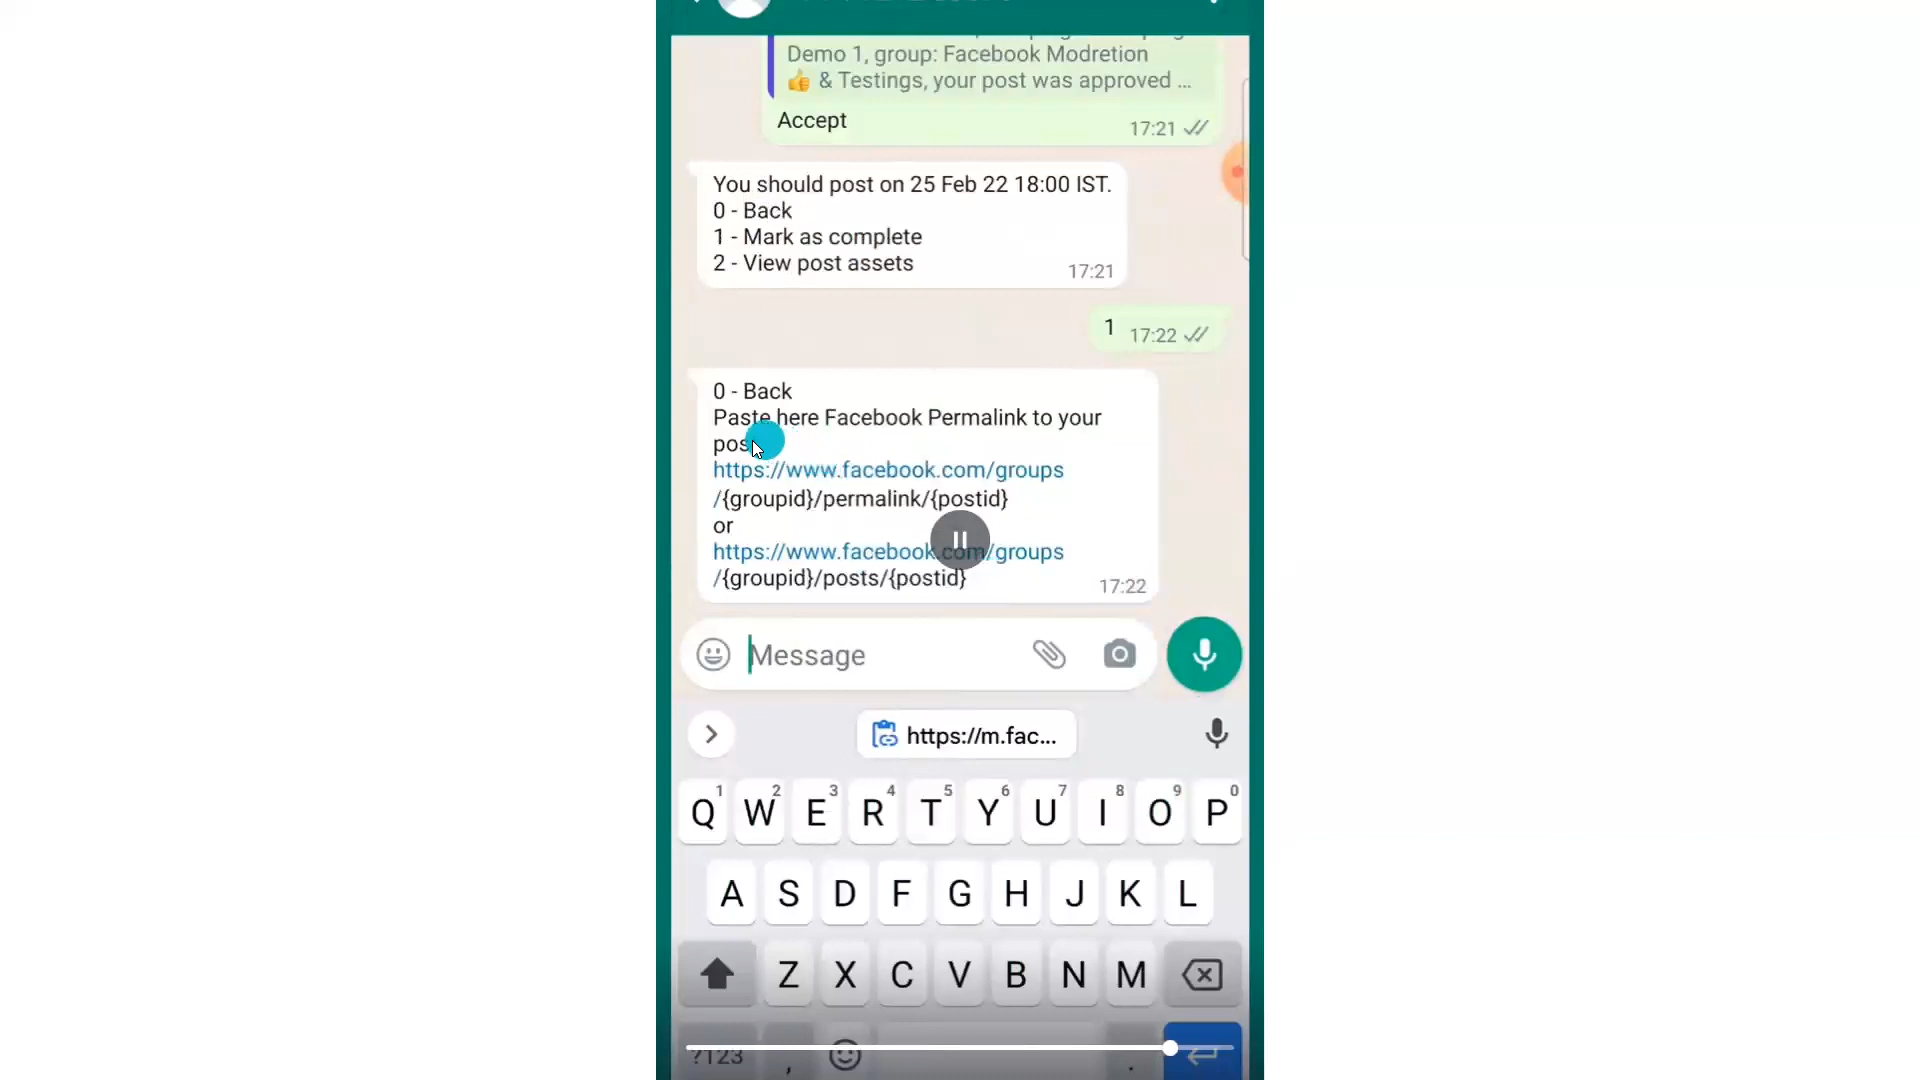 Demo 1, group: Facebook Modretion
👍 & Testings, your post was approved ...
Accept
17:21
You should post on 25 Feb 22 18:00 IST.
0 - Back
1 - Mark as complete
2 - View post assets
17:21
1
17:22
0 - Back
Paste here Facebook Permalink to your
https://www.facebook.com/groups
/{groupid}/permalink/{postid}
or
https://www.facebook.com/groups
/{groupid}/posts/{postid}
17:22
Message
https://m.fac...
1 2 3 4 5 6 7 8 9 0
Q W E R T Y U I O P
A S D F G H J K L
Z X C V B N M
?123 , .